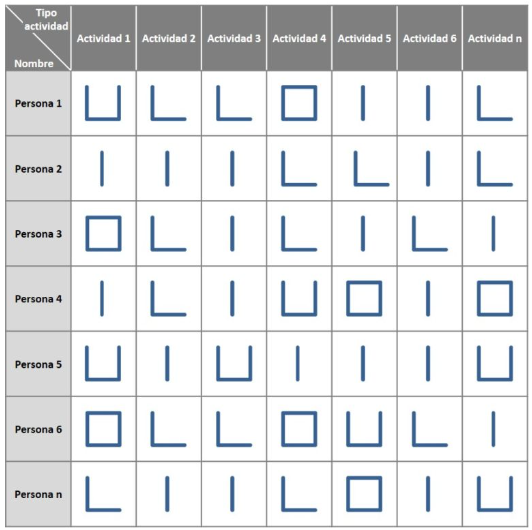 Tipo
actividad
Nombre
Actividad 1 Actividad 2 Actividad 3 Actividad 4 Actividad 5 Actividad 6 Actividad n
Persona 1
Persona 2
Persona 3
Persona 4
Persona 5
Persona 6
Persona n